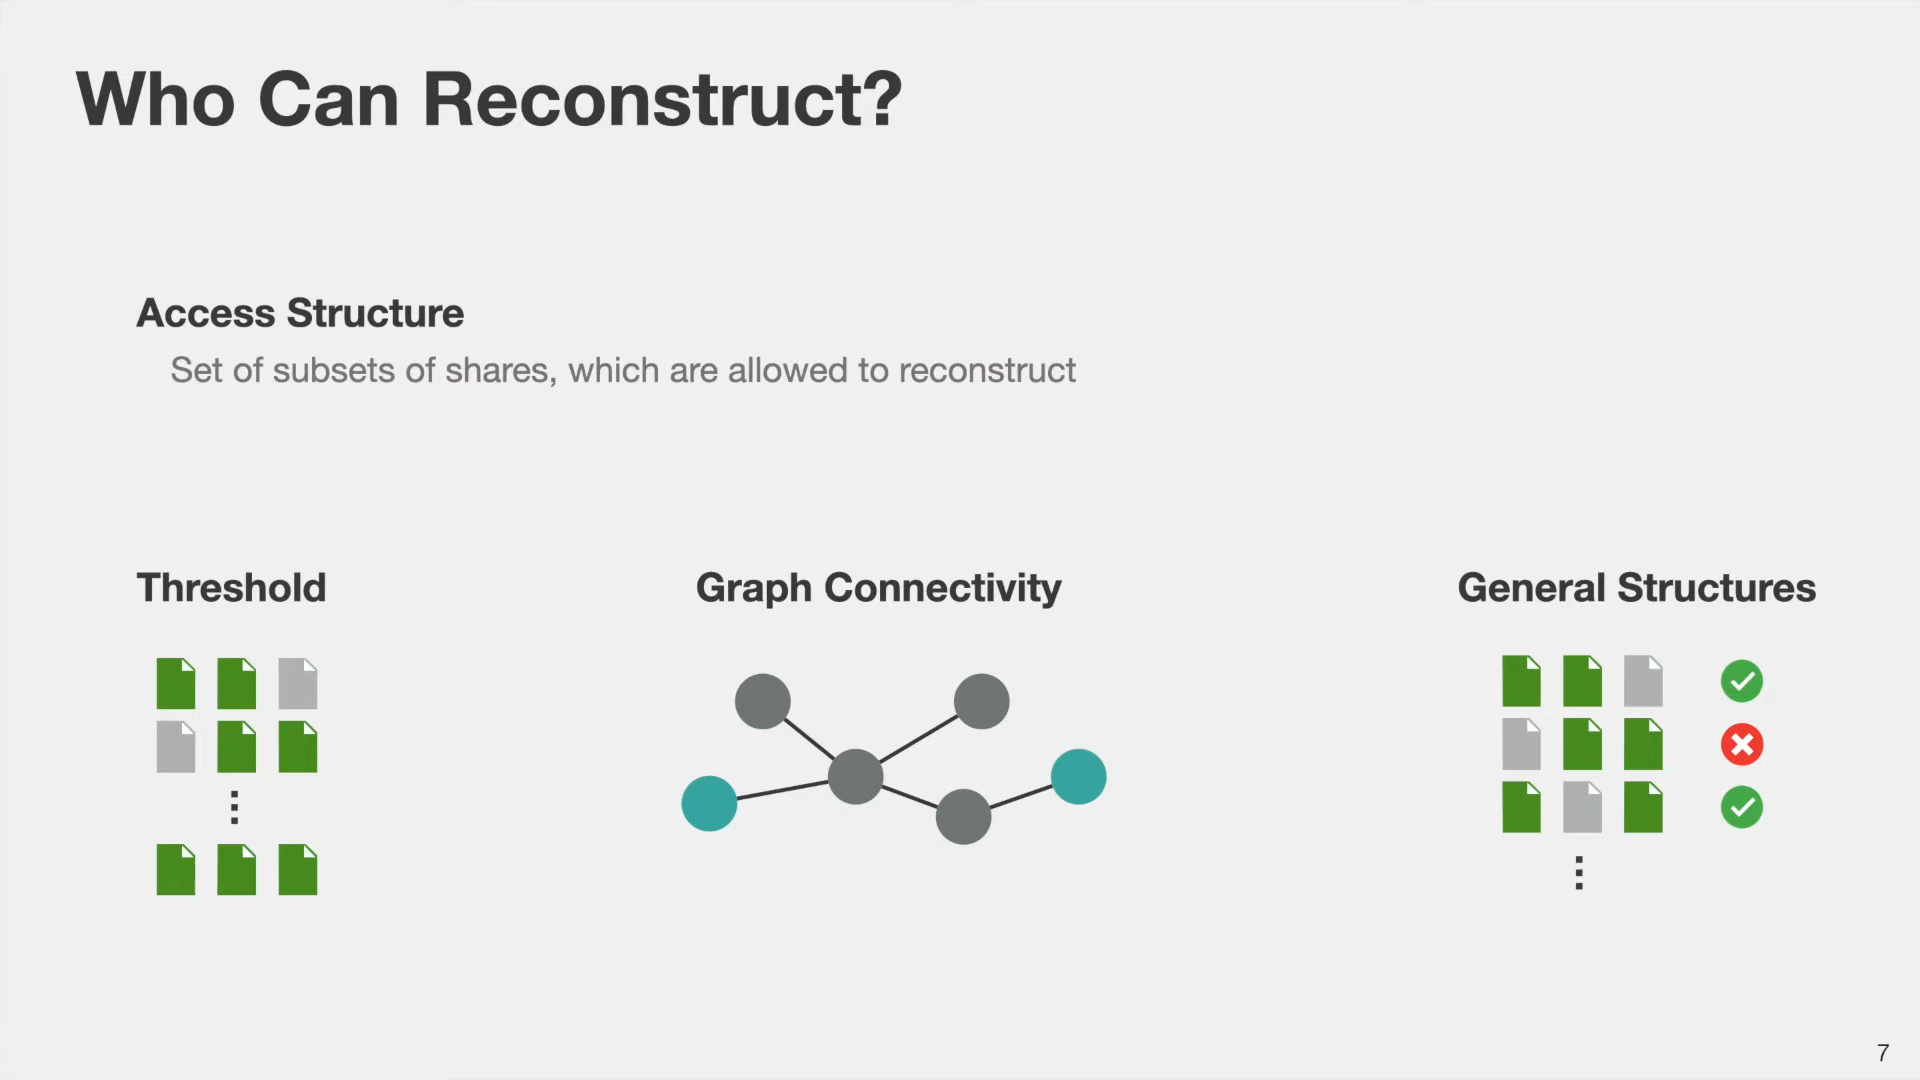 Who Can Reconstruct?
Access Structure
Set of subsets of shares, which are allowed to reconstruct
Threshold
Graph Connectivity
General Structures
7